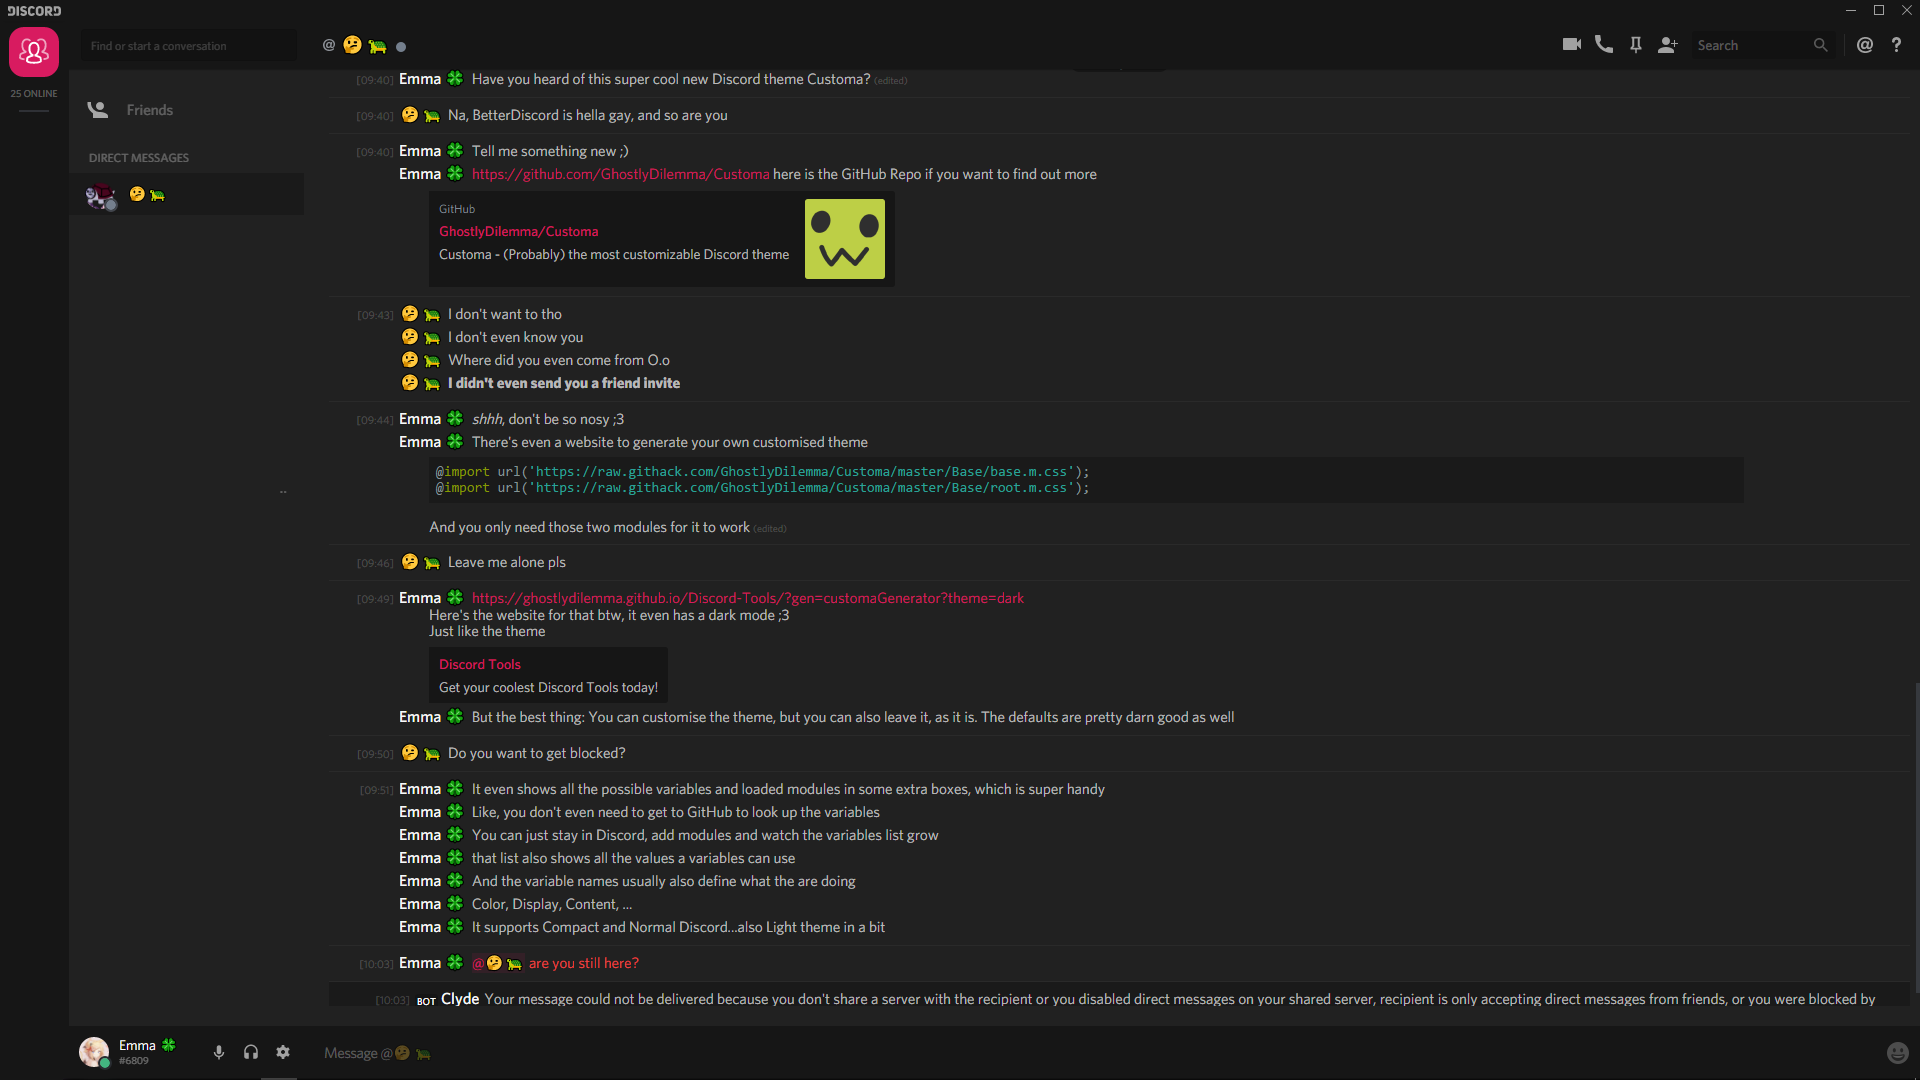 DISCORD
Find or start a conversation
@ 🤔 🐢
Search
@ ?
25 ONLINE
Friends
DIRECT MESSAGES
🤔 🐢
[09:40] Emma 🍀 Have you heard of this super cool new Discord theme Customa? (edited)
[09:40] 🤔 🐢 Na, BetterDiscord is hella gay, and so are you
[09:40] Emma 🍀 Tell me something new ;)
Emma 🍀 https://github.com/GhostlyDilemma/Customa here is the GitHub Repo if you want to find out more
GitHub
GhostlyDilemma/Customa
Customa - (Probably) the most customizable Discord theme
[09:43] 🤔 🐢 I don't want to tho
🤔 🐢 I don't even know you
🤔 🐢 Where did you even come from O.o
🤔 🐢 I didn't even send you a friend invite
[09:44] Emma 🍀 shhh, don't be so nosy ;3
Emma 🍀 There's even a website to generate your own customised theme
@import url('https://raw.githack.com/GhostlyDilemma/Customa/master/Base/base.m.css');
@import url('https://raw.githack.com/GhostlyDilemma/Customa/master/Base/root.m.css');
And you only need those two modules for it to work (edited)
[09:46] 🤔 🐢 Leave me alone pls
[09:49] Emma 🍀 https://ghostlydilemma.github.io/Discord-Tools/?gen=customaGenerator?theme=dark
Here's the website for that btw, it even has a dark mode ;3
Just like the theme
Discord Tools
Get your coolest Discord Tools today!
Emma 🍀 But the best thing: You can customise the theme, but you can also leave it, as it is. The defaults are pretty darn good as well
[09:50] 🤔 🐢 Do you want to get blocked?
[09:51] Emma 🍀 It even shows all the possible variables and loaded modules in some extra boxes, which is super handy
Emma 🍀 Like, you don't even need to get to GitHub to look up the variables
Emma 🍀 You can just stay in Discord, add modules and watch the variables list grow
Emma 🍀 that list also shows all the values a variables can use
Emma 🍀 And the variable names usually also define what the are doing
Emma 🍀 Color, Display, Content, ...
Emma 🍀 It supports Compact and Normal Discord...also Light theme in a bit
[10:03] Emma 🍀 @🤔 🐢 are you still here?
[10:03] BOT Clyde Your message could not be delivered because you don't share a server with the recipient or you disabled direct messages on your shared server, recipient is only accepting direct messages from friends, or you were blocked by
Emma 🍀
#6809
Message @🤔 🐢